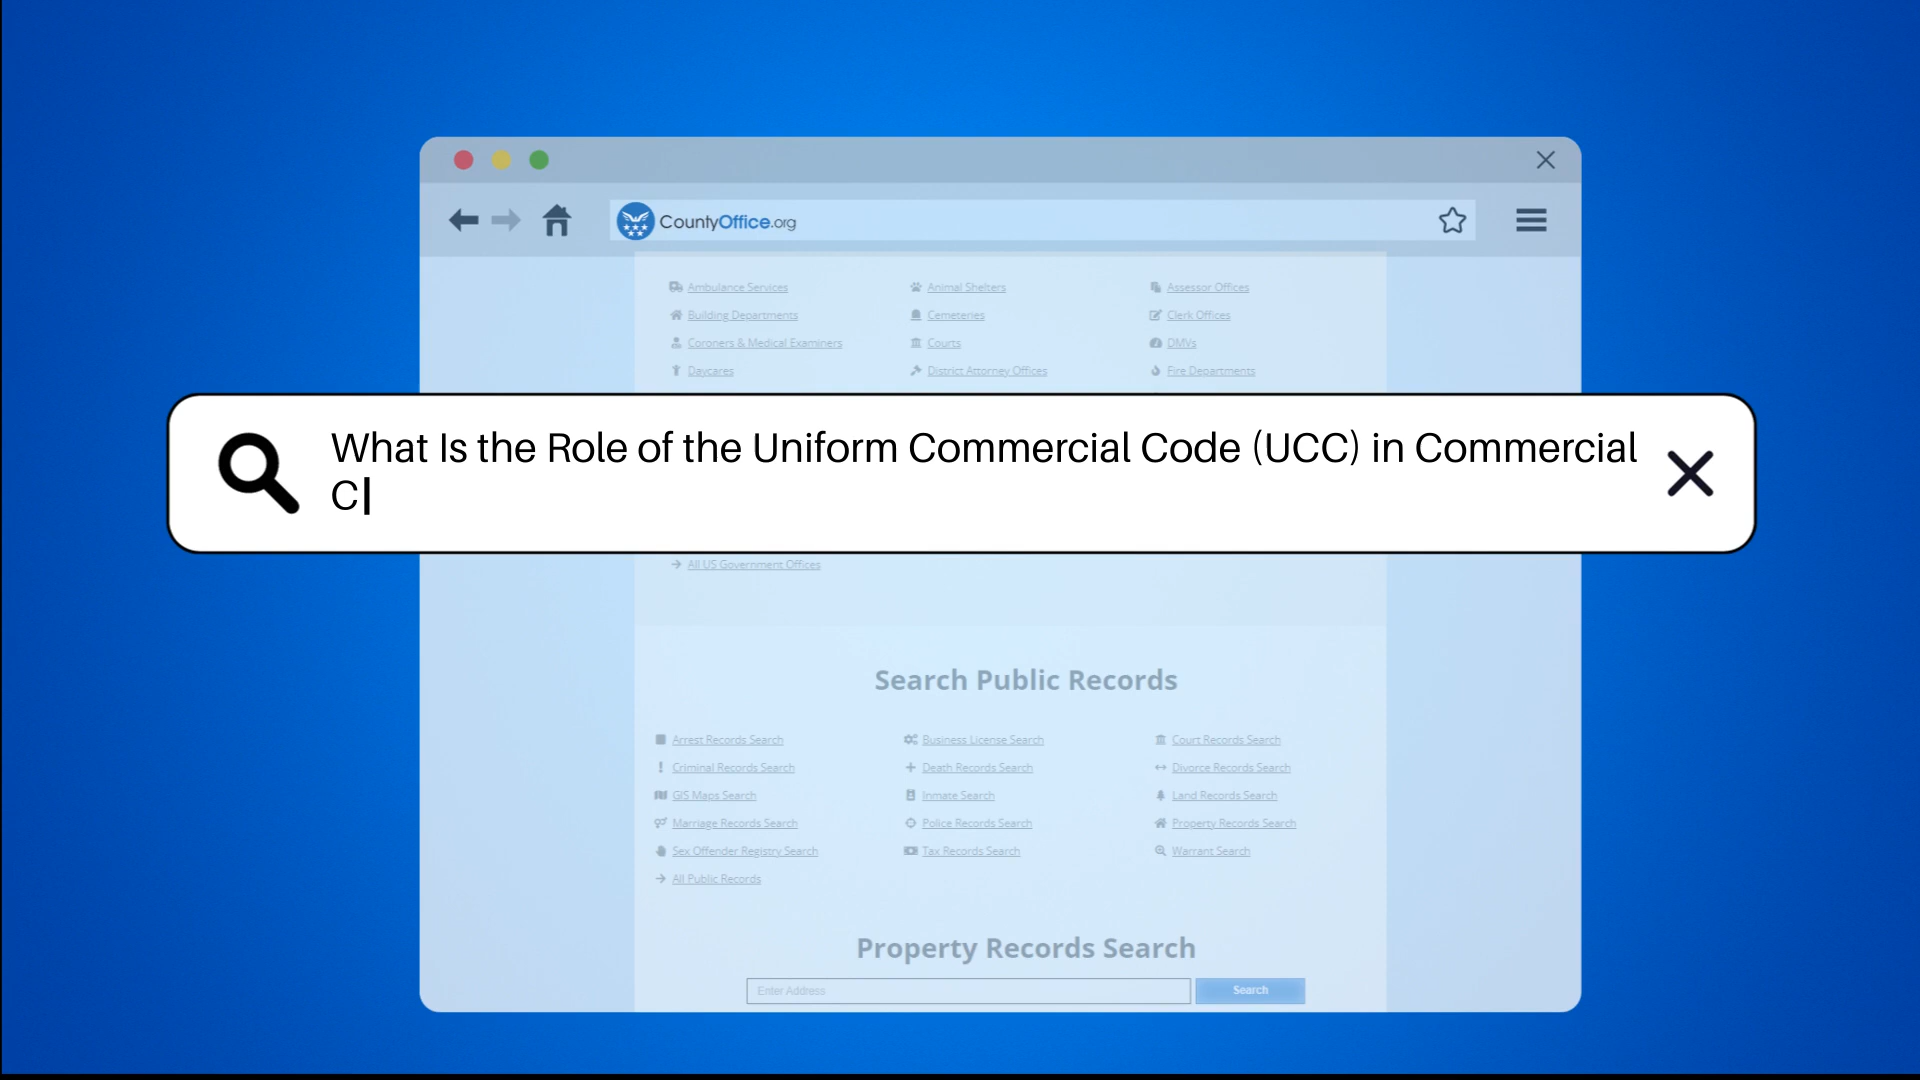 CountyOffice.org
Ambulance Services Animal Shelters Assessor Offices
Building Departments Cemeteries Clerk Offices
Coroners & Medical Examiners Courts DMVs
Daycares District Attorney Offices Fire Departments
What Is the Role of the Uniform Commercial Code (UCC) in Commercial
C
All US Government Offices
Search Public Records
Arrest Records Search Business License Search Court Records Search
Criminal Records Search Death Records Search Divorce Records Search
GIS Maps Search Inmate Search Land Records Search
Marriage Records Search Police Records Search Property Records Search
Sex Offender Registry Search Tax Records Search Warrant Search
All Public Records
Property Records Search
Enter Address Search